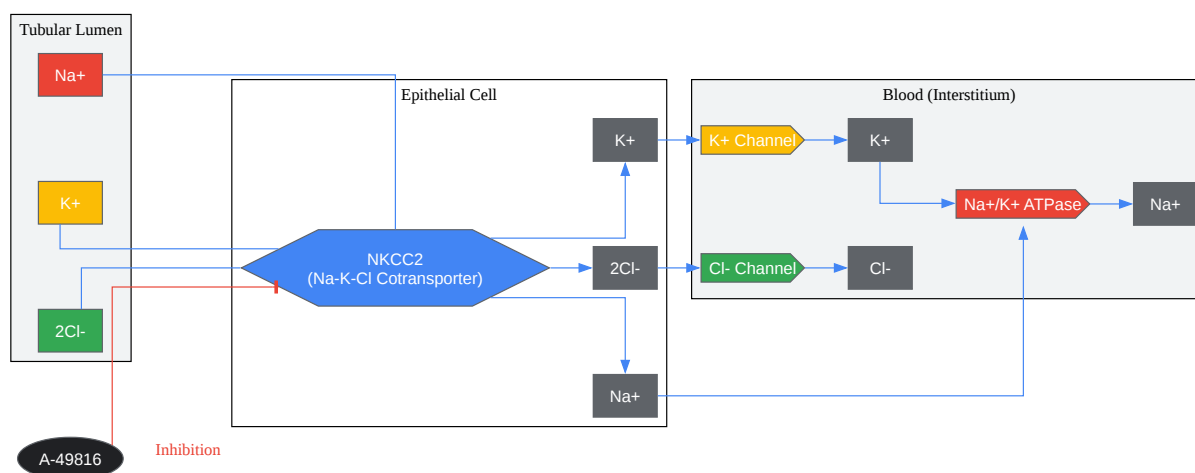 Tubular Lumen
Na+
K+
2Cl-
A-49816
Inhibition
Epithelial Cell
NKCC2
(Na-K-Cl Cotransporter)
K+
2Cl-
Na+
Blood (Interstitium)
K+ Channel
K+
Na+/K+ ATPase
Na+
Cl- Channel
Cl-